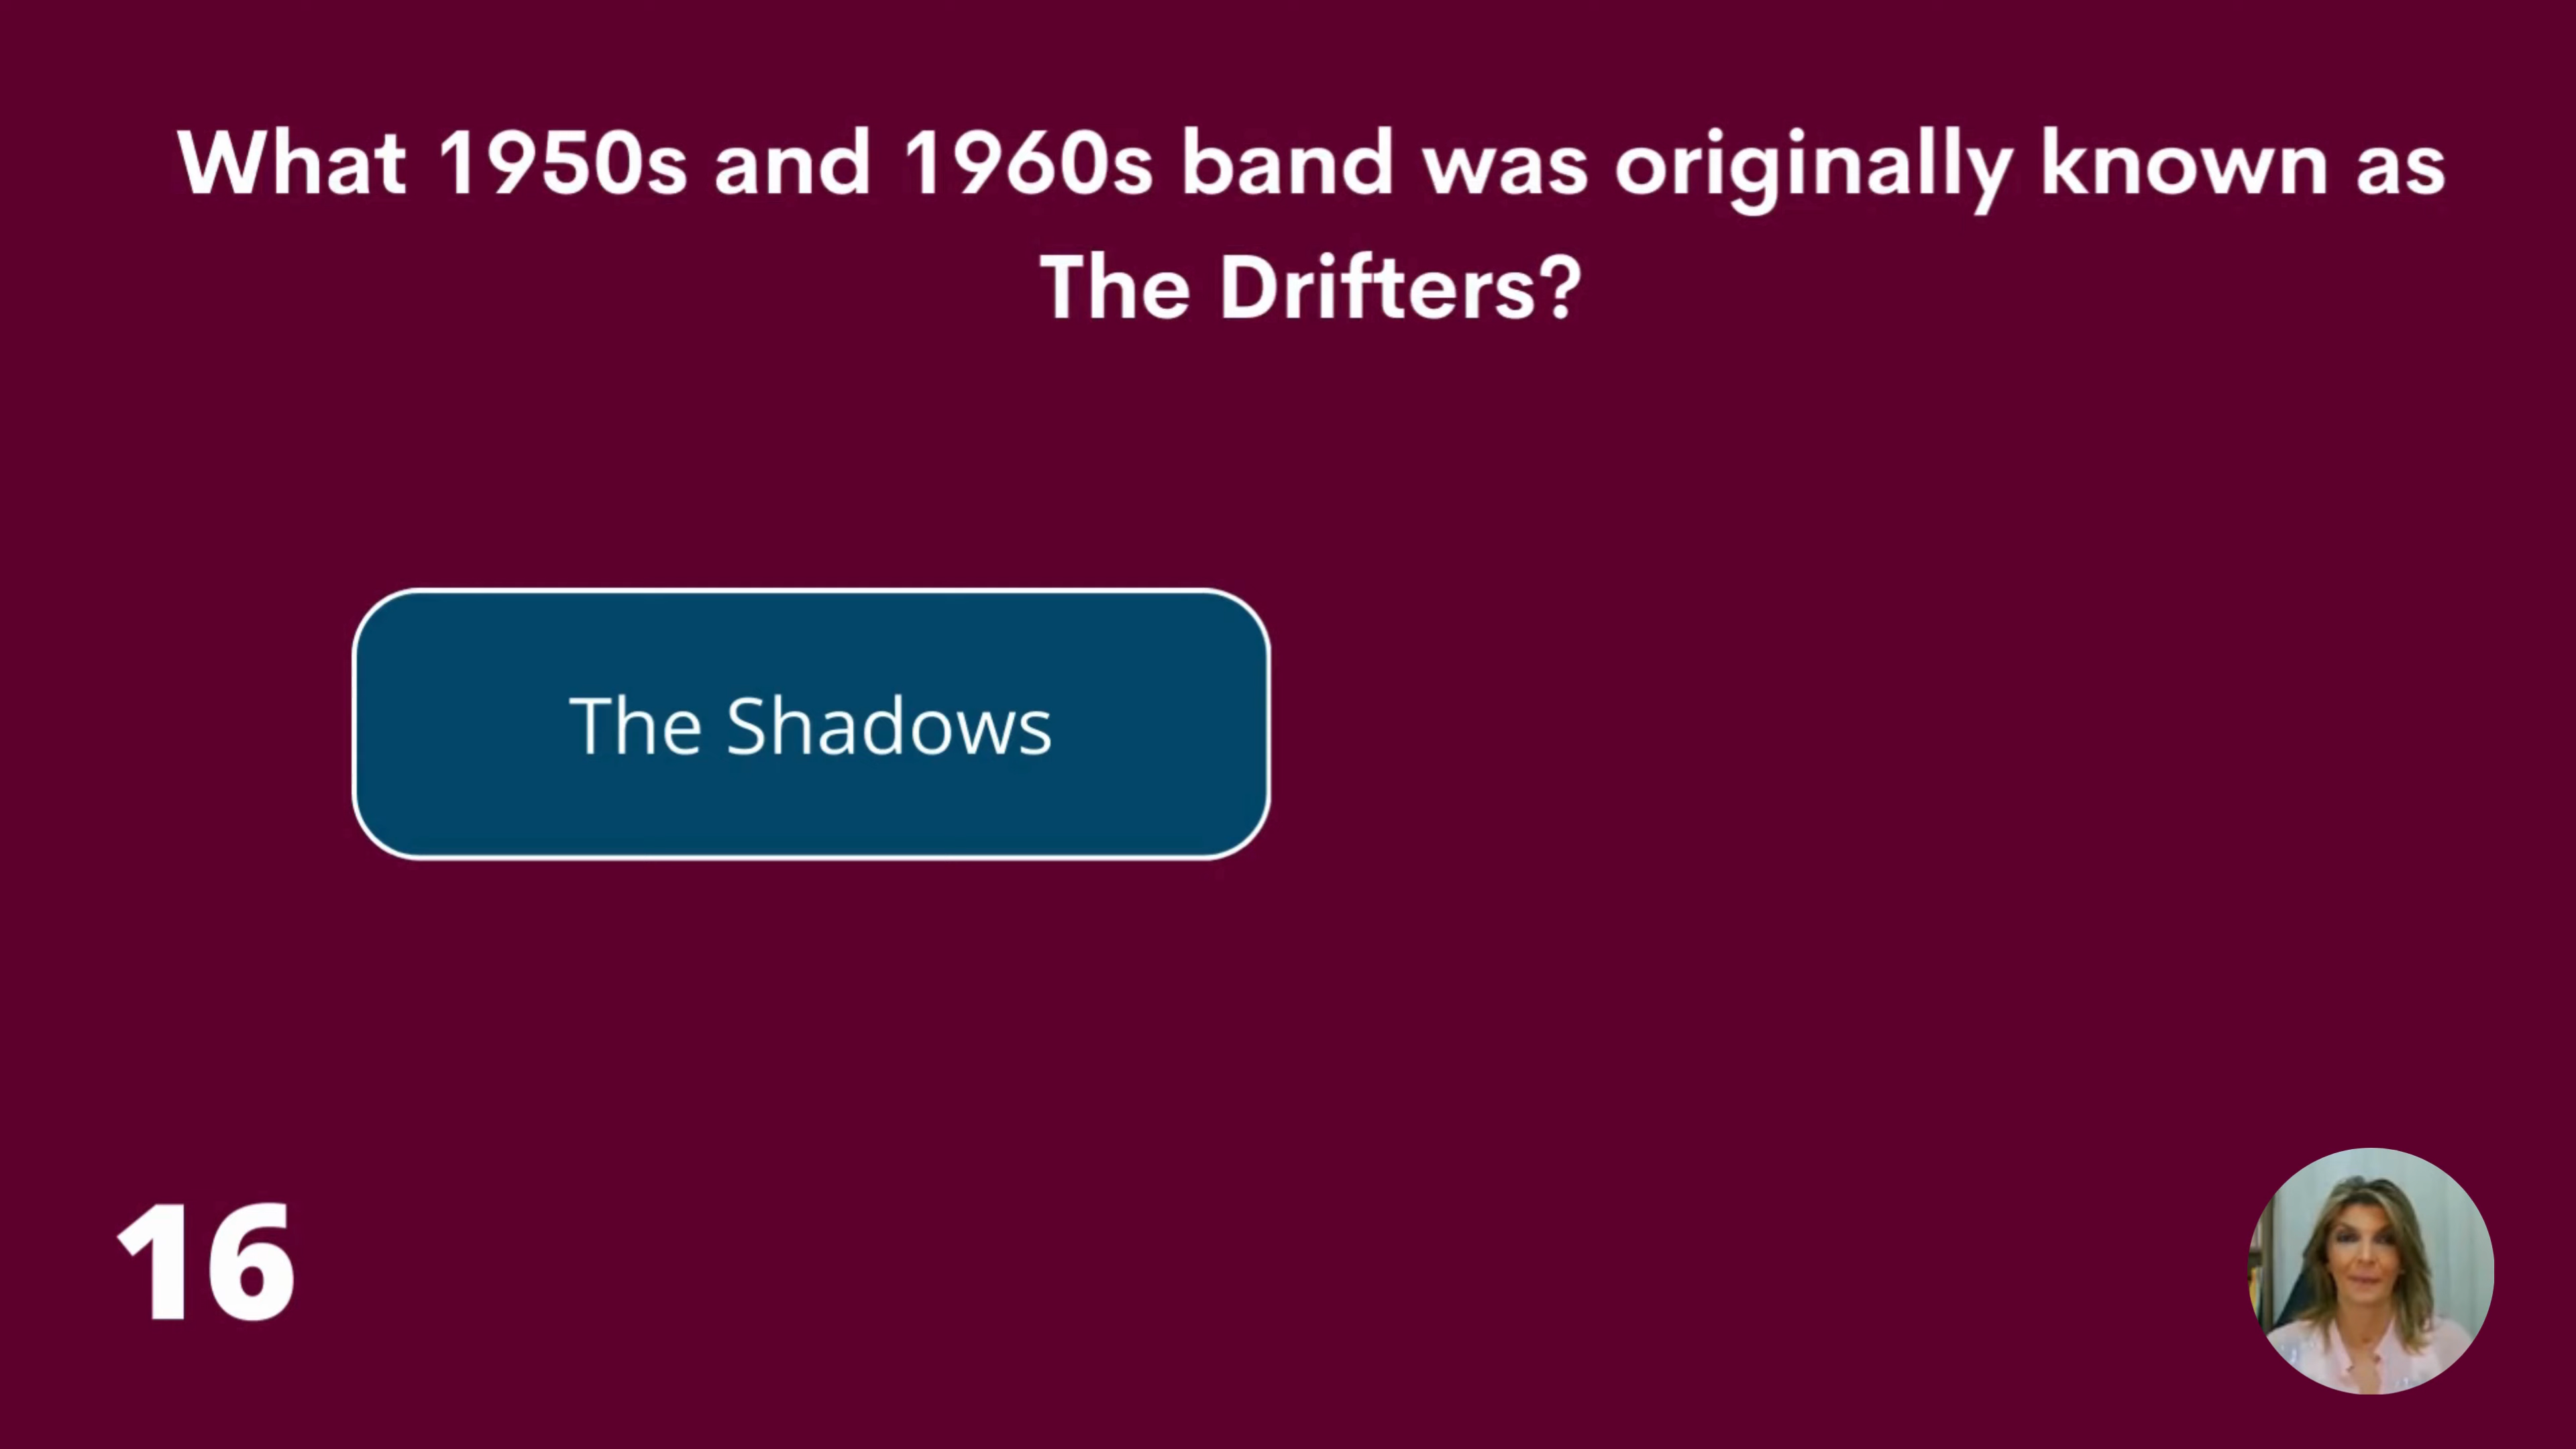 What 1950s and 1960s band was originally known as
The Drifters?
The Shadows
16